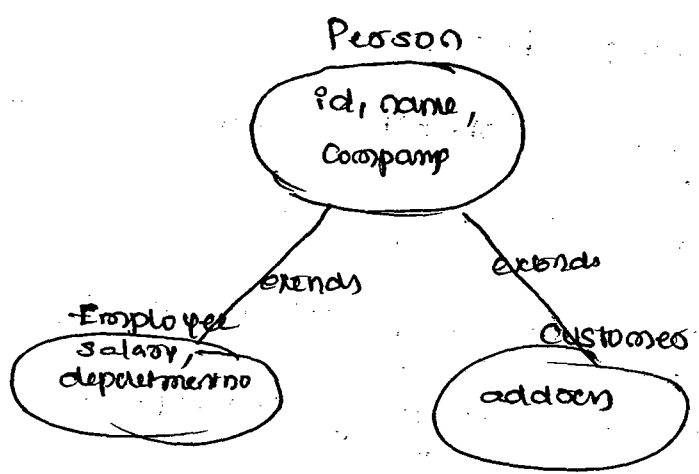 Person
id, name,
Company
extends
extends
Employee
salary,
departmentno
Customer
address